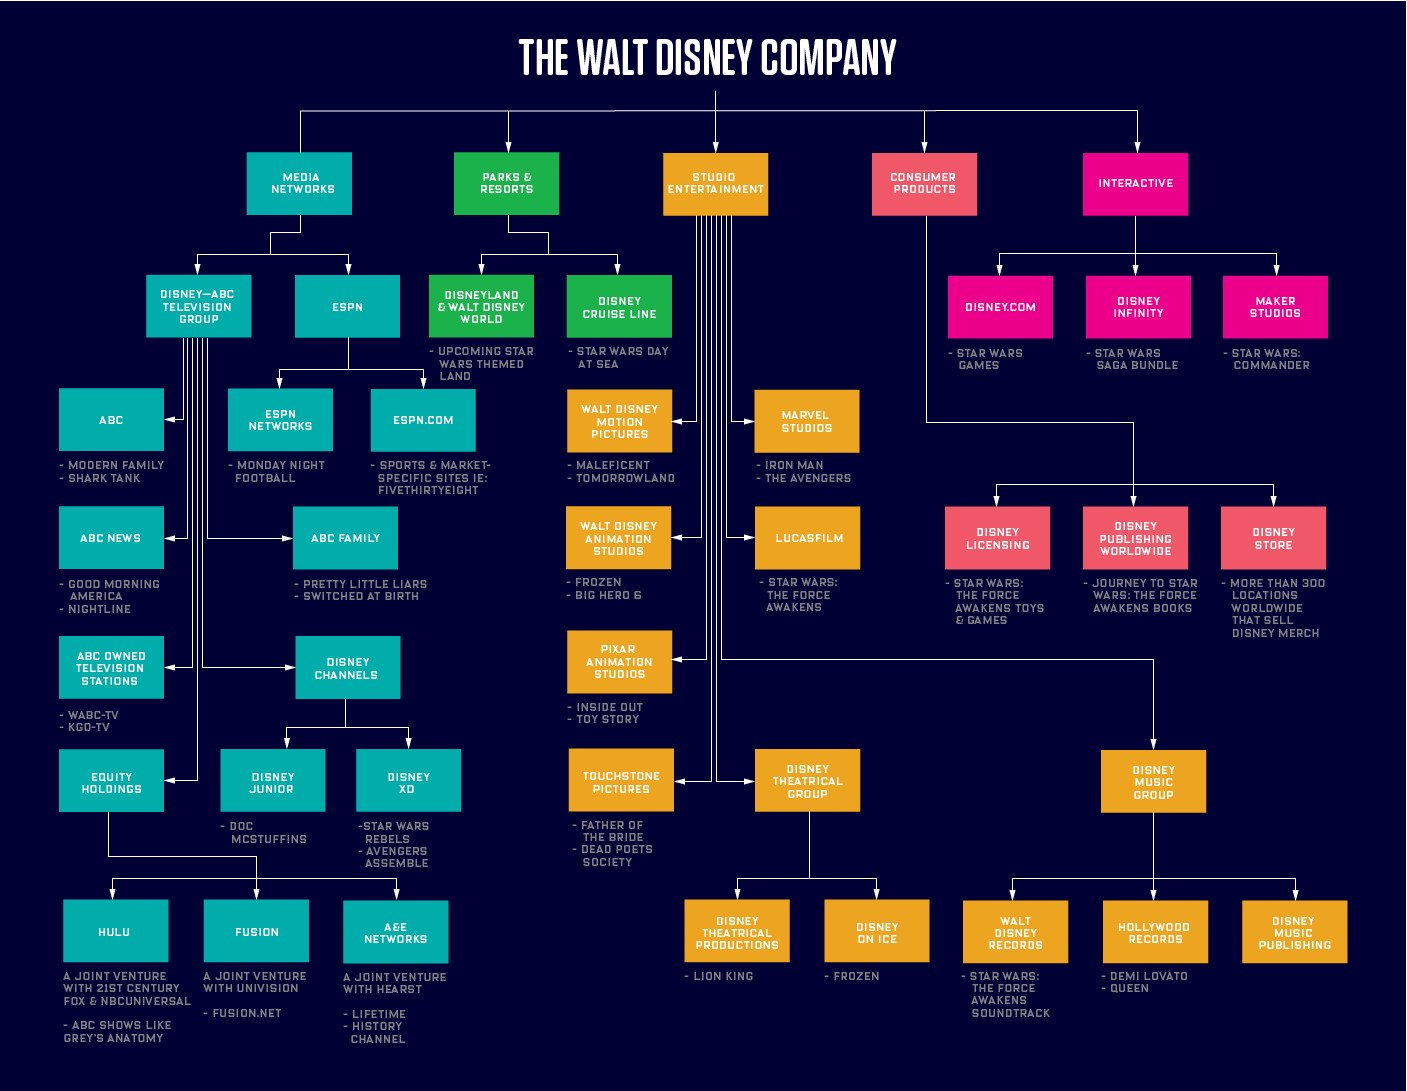 THE WALT DISNEY COMPANY
MEDIA
NETWORKS
PARKS &
RESORTS
STUDIO
ENTERTAINMENT
CONSUMER
PRODUCTS
INTERACTIVE
DISNEY—ABC
TELEVISION
GROUP
ESPN
DISNEYLAND
& WALT DISNEY
WORLD
- UPCOMING STAR
WARS THEMED
LAND
DISNEY
CRUISE LINE
- STAR WARS DAY
AT SEA
DISNEY.COM
- STAR WARS
GAMES
DISNEY
INFINITY
- STAR WARS
SAGA BUNDLE
MAKER
STUDIOS
- STAR WARS:
COMMANDER
ABC
- MODERN FAMILY
- SHARK TANK
ESPN
NETWORKS
- MONDAY NIGHT
FOOTBALL
ESPN.COM
- SPORTS & MARKET-
SPECIFIC SITES IE:
FIVETHIRTYEIGHT
WALT DISNEY
MOTION
PICTURES
- MALEFICENT
- TOMORROWLAND
MARVEL
STUDIOS
- IRON MAN
- THE AVENGERS
ABC NEWS
- GOOD MORNING
AMERICA
- NIGHTLINE
ABC FAMILY
- PRETTY LITTLE LIARS
- SWITCHED AT BIRTH
WALT DISNEY
ANIMATION
STUDIOS
- FROZEN
- BIG HERO 6
LUCASFILM
- STAR WARS:
THE FORCE
AWAKENS
DISNEY
LICENSING
- STAR WARS:
THE FORCE
AWAKENS TOYS
& GAMES
DISNEY
PUBLISHING
WORLDWIDE
- JOURNEY TO STAR
WARS: THE FORCE
AWAKENS BOOKS
DISNEY
STORE
- MORE THAN 300
LOCATIONS
WORLDWIDE
THAT SELL
DISNEY MERCH
ABC OWNED
TELEVISION
STATIONS
- WABC-TV
- KGO-TV
DISNEY
CHANNELS
PIXAR
ANIMATION
STUDIOS
- INSIDE OUT
- TOY STORY
EQUITY
HOLDINGS
DISNEY
JUNIOR
- DOC
MCSTUFFINS
DISNEY
XD
-STAR WARS
REBELS
- AVENGERS
ASSEMBLE
TOUCHSTONE
PICTURES
- FATHER OF
THE BRIDE
- DEAD POETS
SOCIETY
DISNEY
THEATRICAL
GROUP
DISNEY
MUSIC
GROUP
HULU
A JOINT VENTURE
WITH 21ST CENTURY
FOX & NBCUNIVERSAL
- ABC SHOWS LIKE
GREY'S ANATOMY
FUSION
A JOINT VENTURE
WITH UNIVISION
- FUSION.NET
A&E
NETWORKS
A JOINT VENTURE
WITH HEARST
- LIFETIME
- HISTORY
CHANNEL
DISNEY
THEATRICAL
PRODUCTIONS
- LION KING
DISNEY
ON ICE
- FROZEN
WALT
DISNEY
RECORDS
- STAR WARS:
THE FORCE
AWAKENS
SOUNDTRACK
HOLLYWOOD
RECORDS
- DEMI LOVATO
- QUEEN
DISNEY
MUSIC
PUBLISHING